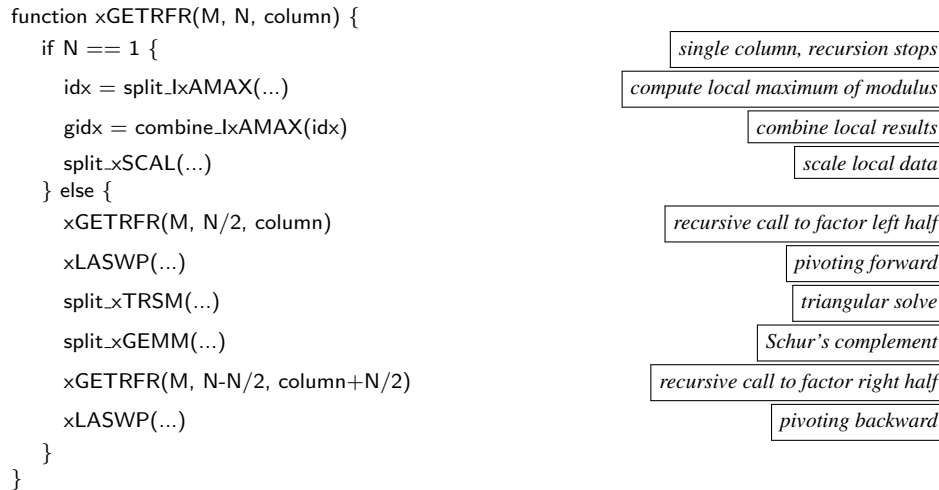 function xGETRFR(M, N, column) {
if N == 1 { single column, recursion stops
idx = split_IxAMAX(...) compute local maximum of modulus
gidx = combine_IxAMAX(idx) combine local results
split_xSCAL(...) scale local data
} else {
xGETRFR(M, N/2, column) recursive call to factor left half
xLASWP(...) pivoting forward
split_xTRSM(...) triangular solve
split_xGEMM(...) Schur's complement
xGETRFR(M, N-N/2, column+N/2) recursive call to factor right half
xLASWP(...) pivoting backward
}
}